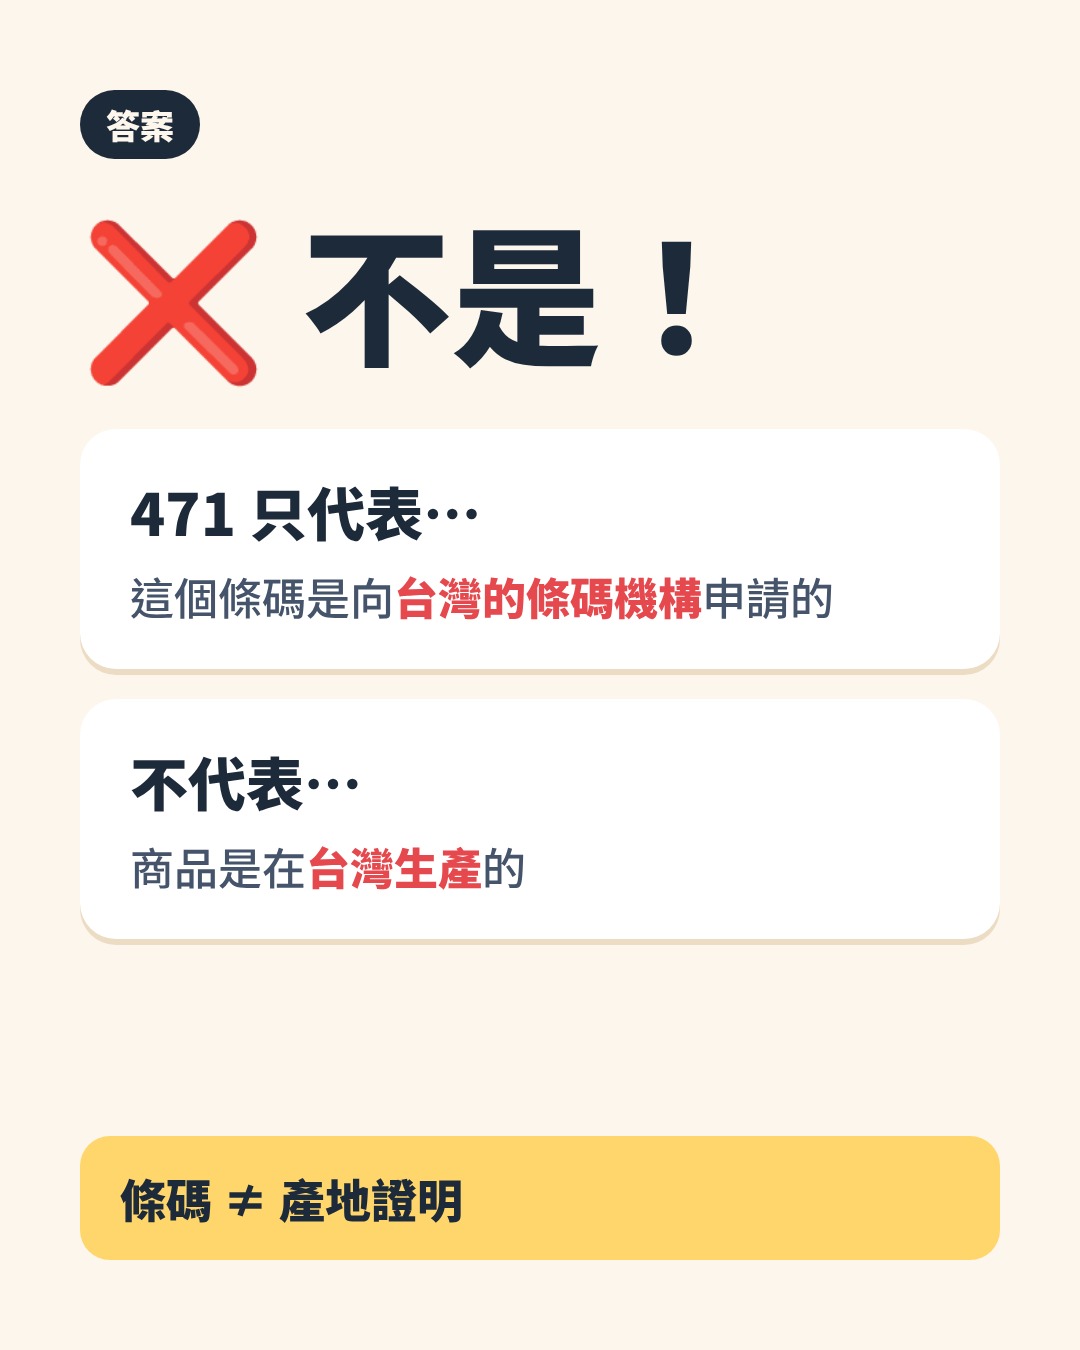 答案
❌ 不是！
471 只代表…
這個條碼是向台灣的條碼機構申請的
不代表…
商品是在台灣生產的
條碼 ≠ 產地證明